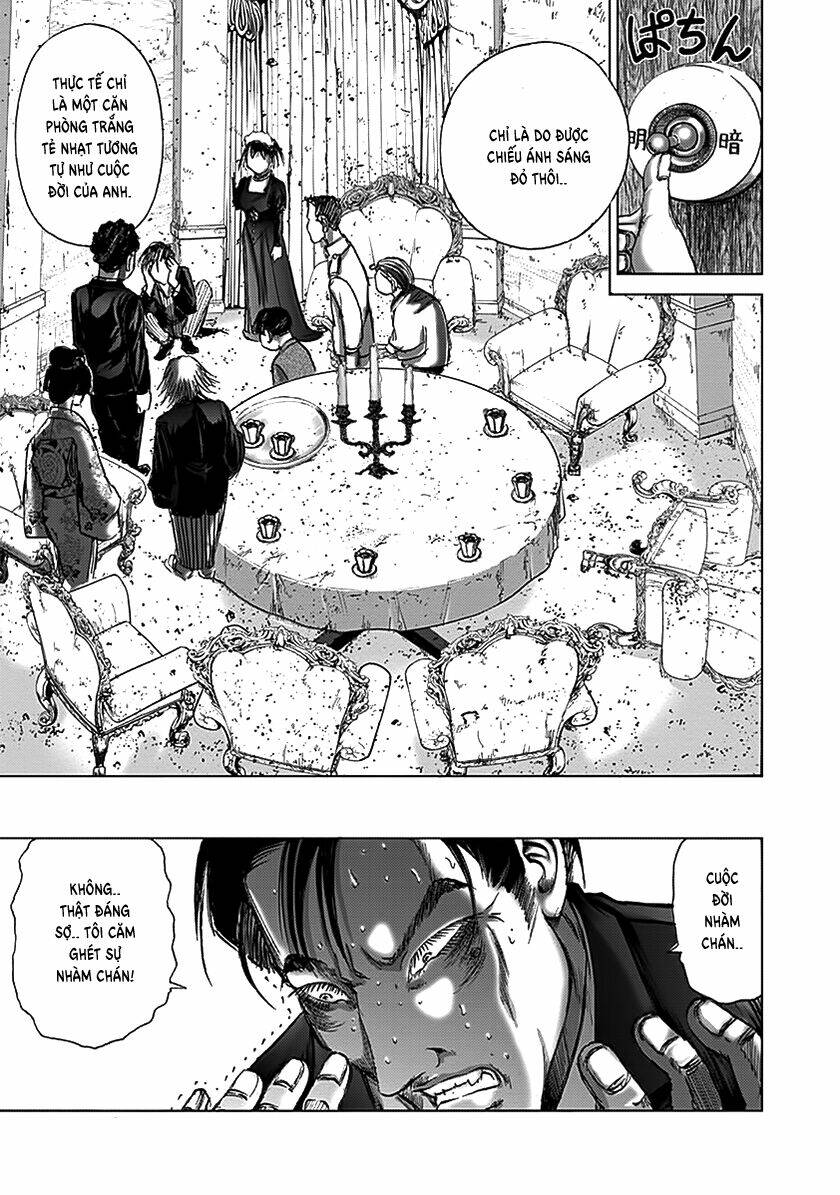 ぱちん
明 暗
CHỈ LÀ DO ĐƯỢC
CHIẾU ÁNH SÁNG
ĐỎ THÔI..
THỰC TẾ CHỈ
LÀ MỘT CĂN
PHÒNG TRẮNG
TẺ NHẠT TƯƠNG
TỰ NHƯ CUỘC
ĐỜI CỦA ANH.
CUỘC
ĐỜI
NHÀM
CHÁN..
KHÔNG..
THẬT ĐÁNG
SỢ.. TÔI CĂM
GHÉT SỰ
NHÀM CHÁN!